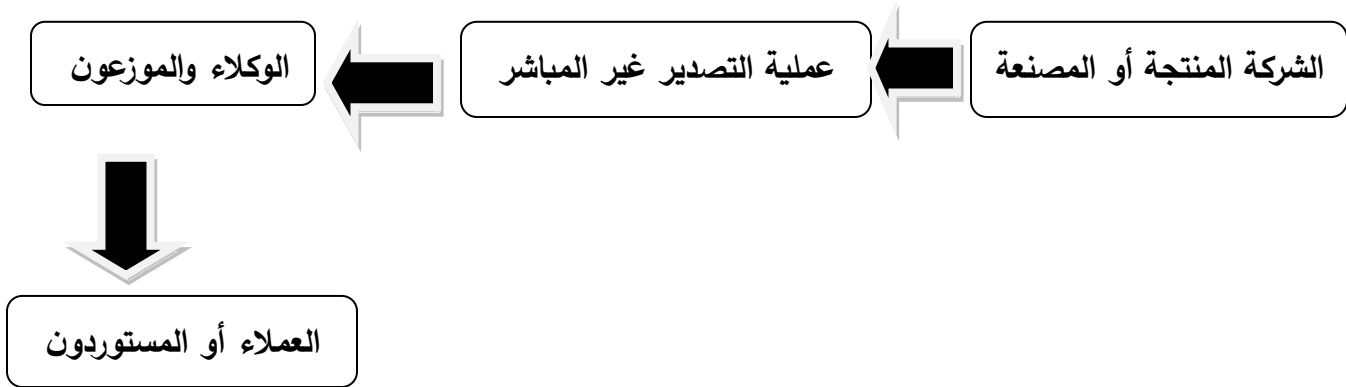 الشركة المنتجة أو المصنعة
عملية التصدير غير المباشر
الوكلاء والموزعون
العملاء أو المستوردون